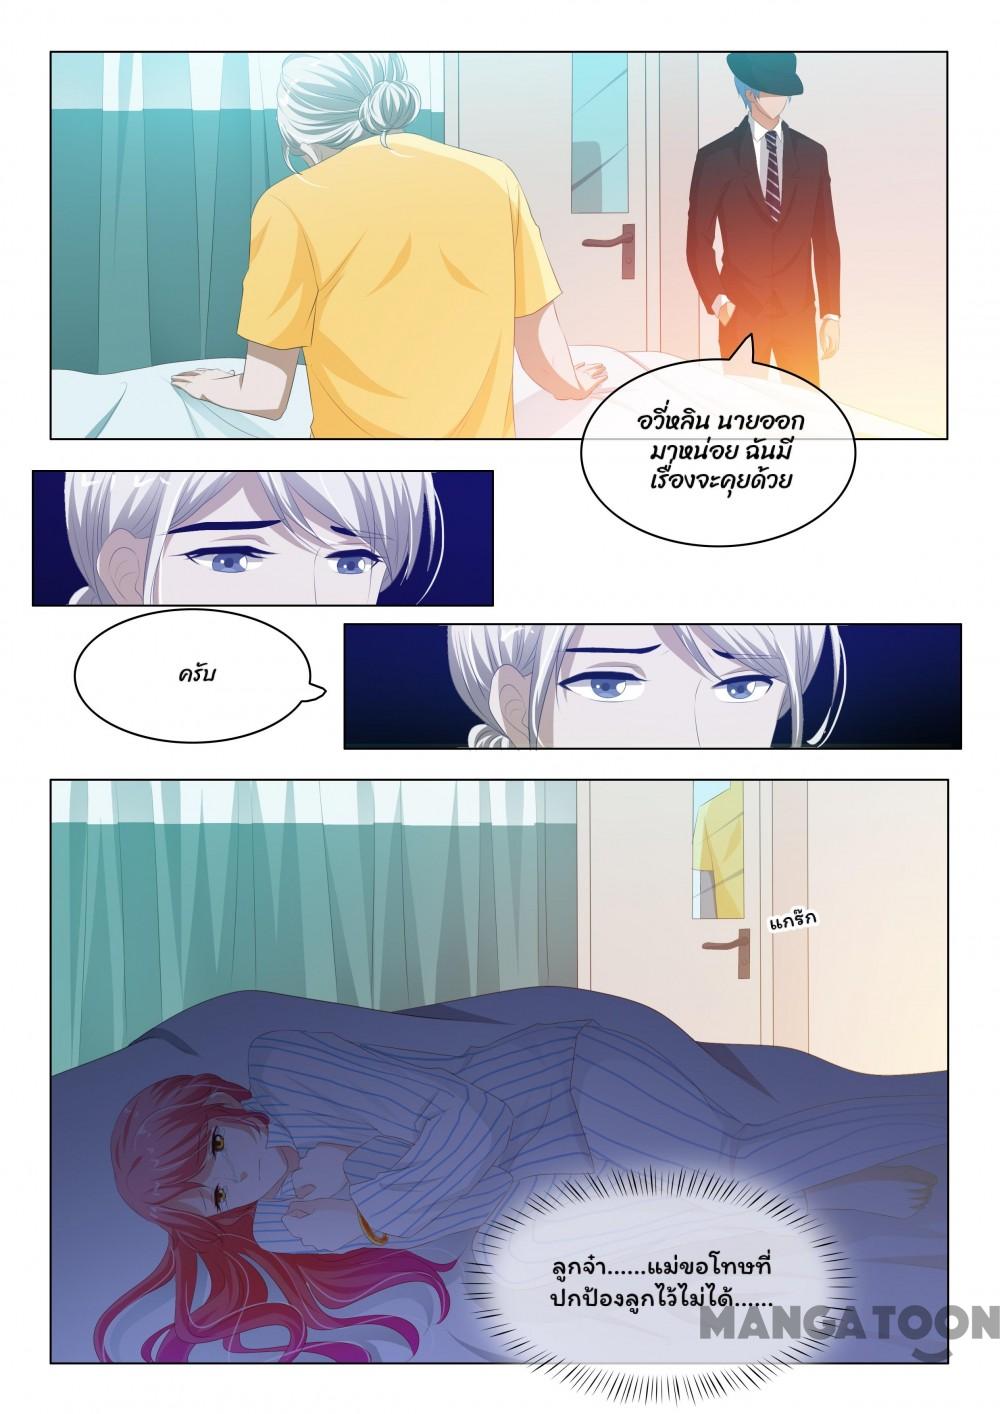 อวี่หลิน นายออก
มาหน่อย ฉันมี
เรื่องจะคุยด้วย
ครับ
แกร๊ก
ลูกจ๋า......แม่ขอโทษที่
ปกป้องลูกไว้ไม่ได้......
MANGATOON